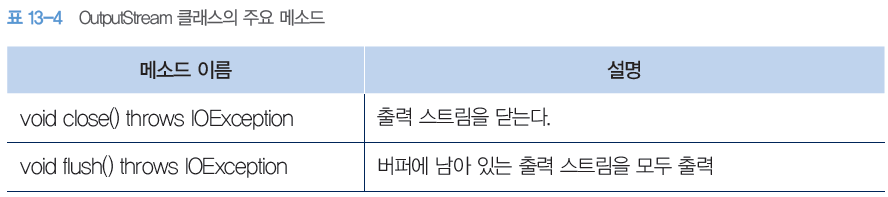 표 13-4 OutputStream 클래스의 주요 메소드
메소드 이름 설명
void close() throws IOException 출력 스트림을 닫는다.
void flush() throws IOException 버퍼에 남아 있는 출력 스트림을 모두 출력